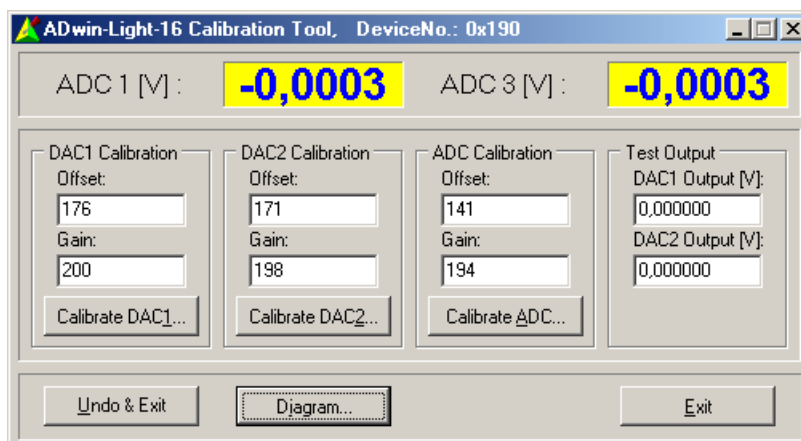 ADwin-Light-16 Calibration Tool, DeviceNo.: 0x190
ADC 1 [V] : -0,0003 ADC 3 [V] : -0,0003
DAC1 Calibration DAC2 Calibration ADC Calibration Test Output
Offset: Offset: Offset: DAC1 Output [V]:
176 171 141 0,000000
Gain: Gain: Gain: DAC2 Output [V]:
200 198 194 0,000000
Calibrate DAC1... Calibrate DAC2... Calibrate ADC...
Undo & Exit Diagram... Exit